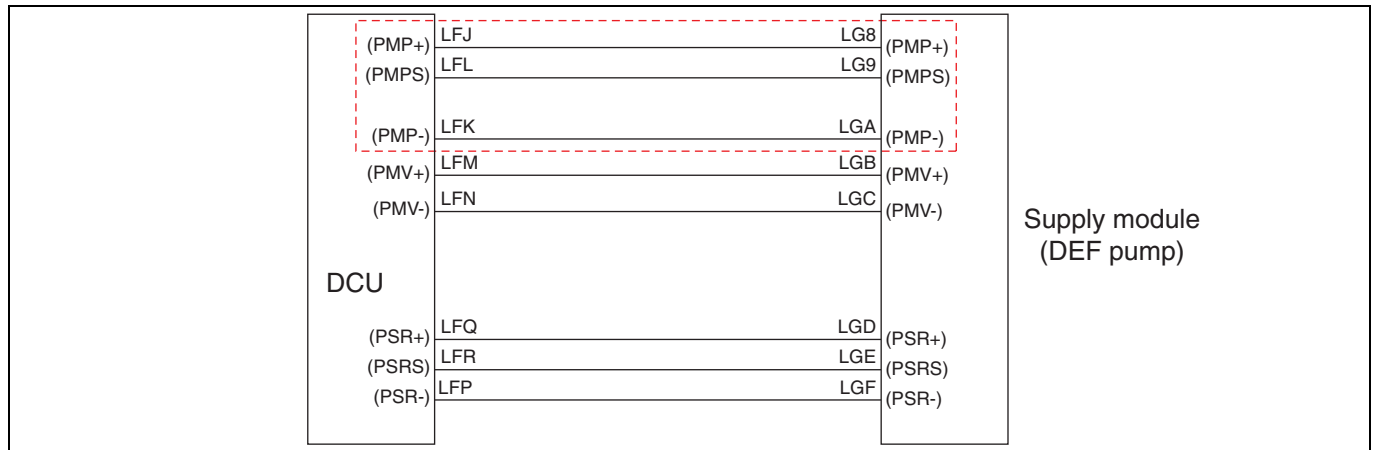 (PMP+) LFJ LG8 (PMP+)
(PMPS) LFL LG9 (PMPS)
(PMP-) LFK LGA (PMP-)
(PMV+) LFM LGB (PMV+)
(PMV-) LFN LGC (PMV-)
Supply module
(DEF pump)
DCU
(PSR+) LFQ LGD (PSR+)
(PSRS) LFR LGE (PSRS)
(PSR-) LFP LGF (PSR-)